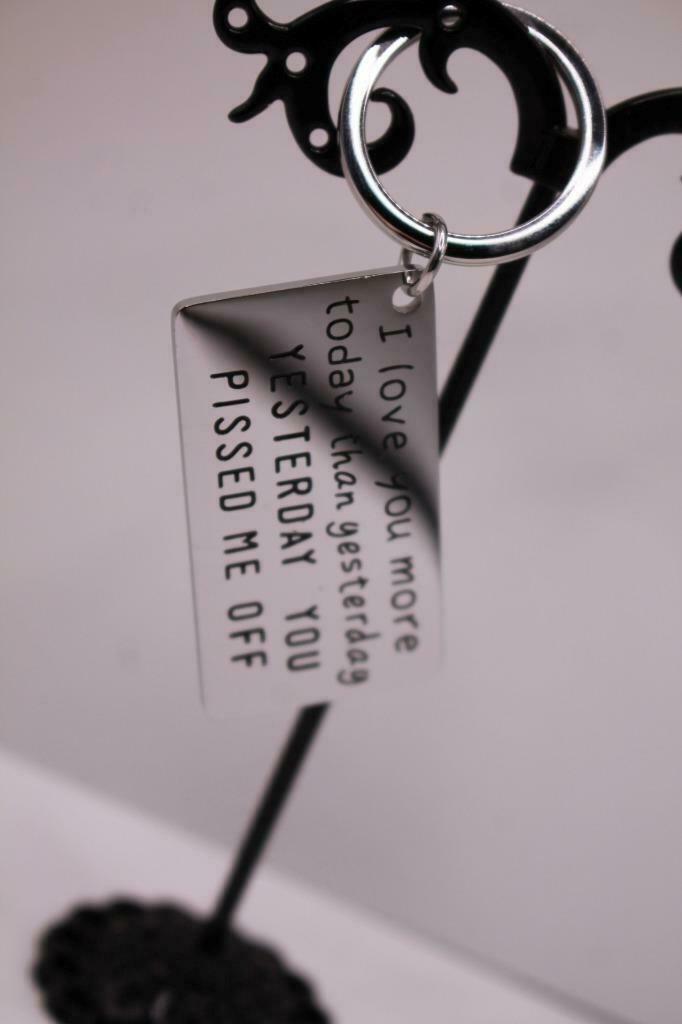 I love you more
today than yesterday
YESTERDAY YOU
PISSED ME OFF